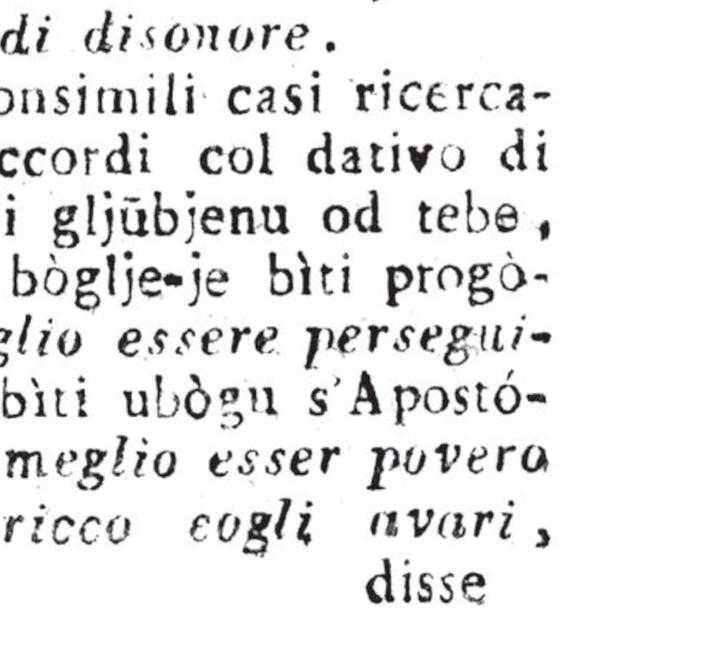 di disonore.
onsimili casi ricerca-
ccordi col dativo di
i gljūbjenu od tebe,
bòglje-je bìti progò-
glio essere persegui-
bìti ubògu s'Apostó-
meglio esser povero
ricco cogli avari,
disse